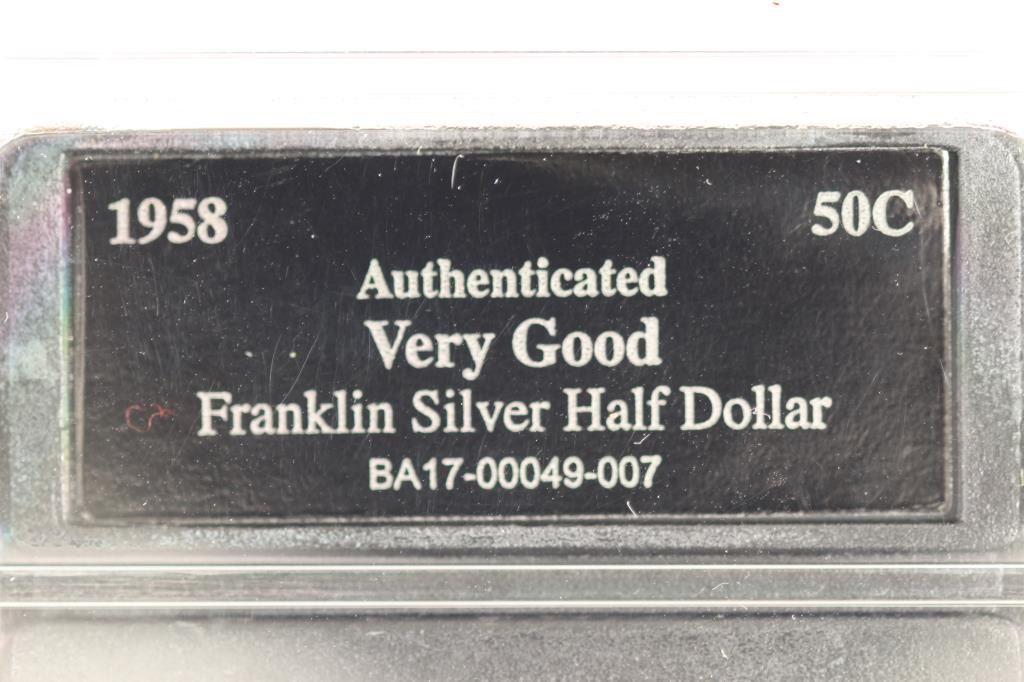 1958 50C
Authenticated
Very Good
Franklin Silver Half Dollar
BA17-00049-007